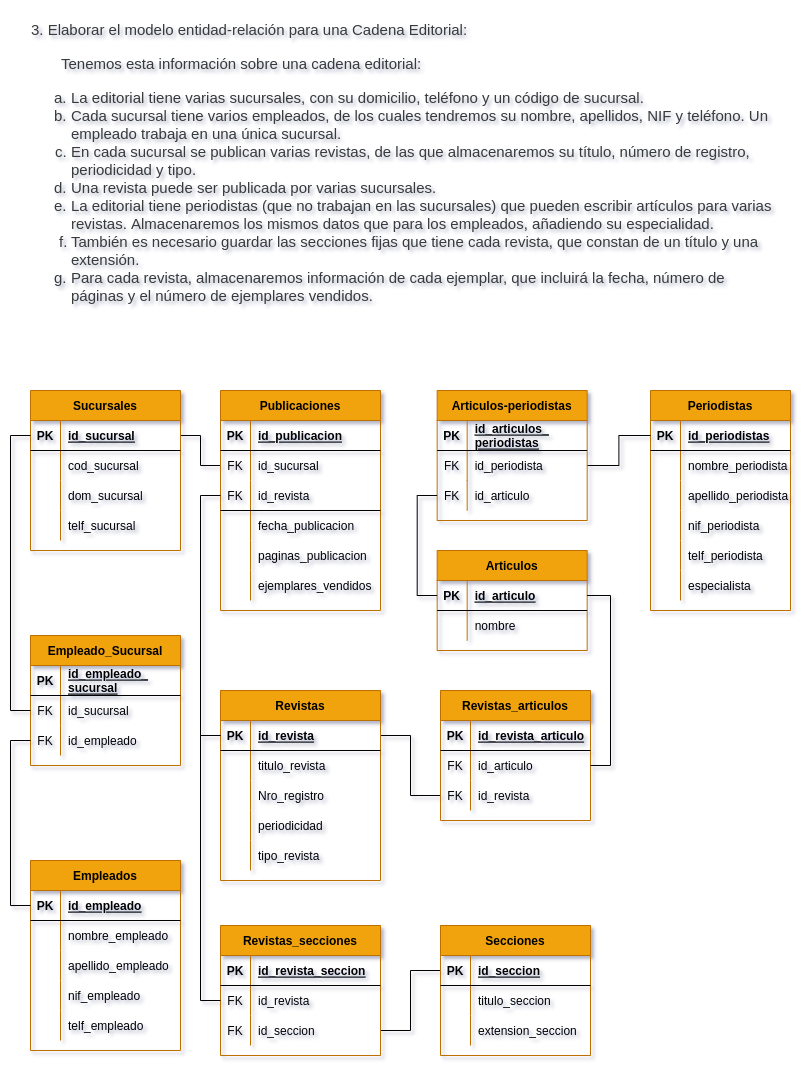 3. Elaborar el modelo entidad-relación para una Cadena Editorial:
Tenemos esta información sobre una cadena editorial:
a. La editorial tiene varias sucursales, con su domicilio, teléfono y un código de sucursal.
b. Cada sucursal tiene varios empleados, de los cuales tendremos su nombre, apellidos, NIF y teléfono. Un
empleado trabaja en una única sucursal.
c. En cada sucursal se publican varias revistas, de las que almacenaremos su título, número de registro,
periodicidad y tipo.
d. Una revista puede ser publicada por varias sucursales.
e. La editorial tiene periodistas (que no trabajan en las sucursales) que pueden escribir artículos para varias
revistas. Almacenaremos los mismos datos que para los empleados, añadiendo su especialidad.
f. También es necesario guardar las secciones fijas que tiene cada revista, que constan de un título y una
extensión.
g. Para cada revista, almacenaremos información de cada ejemplar, que incluirá la fecha, número de
páginas y el número de ejemplares vendidos.
Sucursales
PK id_sucursal
cod_sucursal
dom_sucursal
telf_sucursal
Publicaciones
PK id_publicacion
FK id_sucursal
FK id_revista
fecha_publicacion
paginas_publicacion
ejemplares_vendidos
Articulos-periodistas
PK id_articulos_
periodistas
FK id_periodista
FK id_articulo
Periodistas
PK id_periodistas
nombre_periodista
apellido_periodista
nif_periodista
telf_periodista
especialista
Articulos
PK id_articulo
nombre
Empleado_Sucursal
PK id_empleado_
sucursal
FK id_sucursal
FK id_empleado
Revistas
PK id_revista
titulo_revista
Nro_registro
periodicidad
tipo_revista
Revistas_articulos
PK id_revista_articulo
FK id_articulo
FK id_revista
Empleados
PK id_empleado
nombre_empleado
apellido_empleado
nif_empleado
telf_empleado
Revistas_secciones
PK id_revista_seccion
FK id_revista
FK id_seccion
Secciones
PK id_seccion
titulo_seccion
extension_seccion